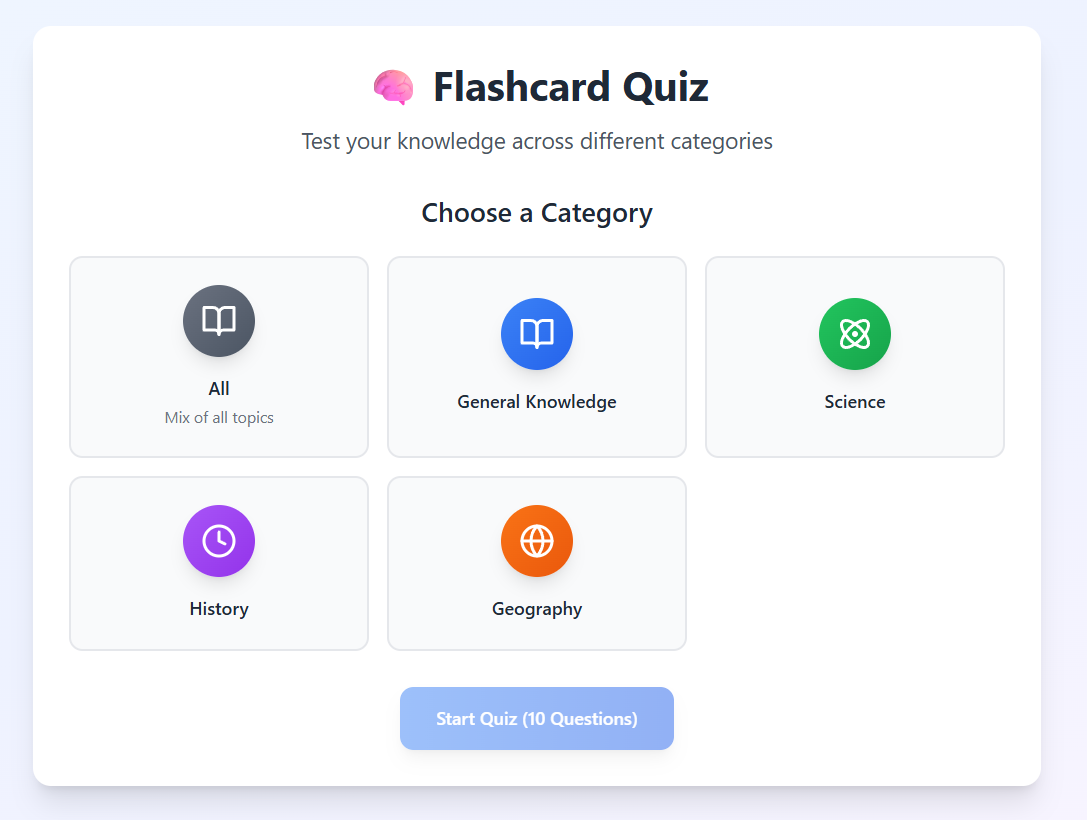 Flashcard Quiz
Test your knowledge across different categories
Choose a Category
All
Mix of all topics
General Knowledge
Science
History
Geography
Start Quiz (10 Questions)